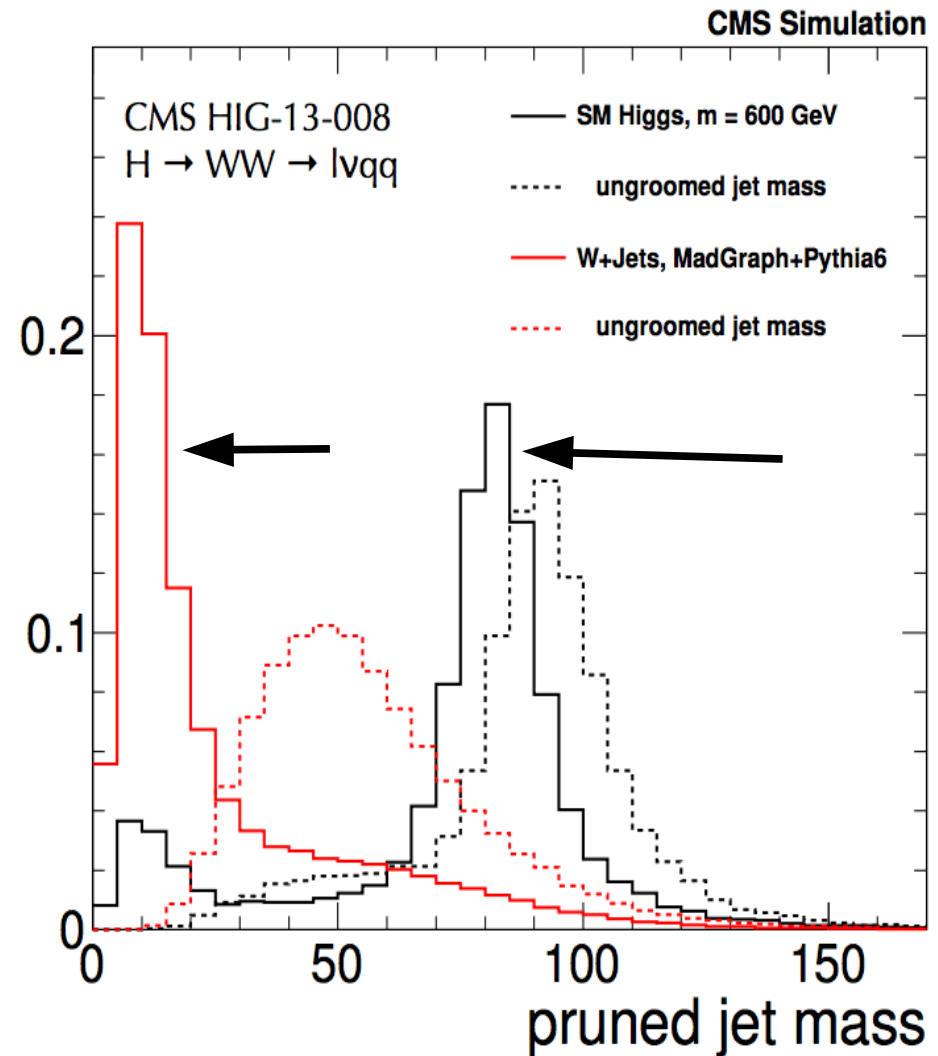 CMS Simulation
CMS HIG-13-008
H → WW → lνqq
SM Higgs, m = 600 GeV
ungroomed jet mass
W+Jets, MadGraph+Pythia6
ungroomed jet mass
0.2
0.1
0
0 50 100 150
pruned jet mass